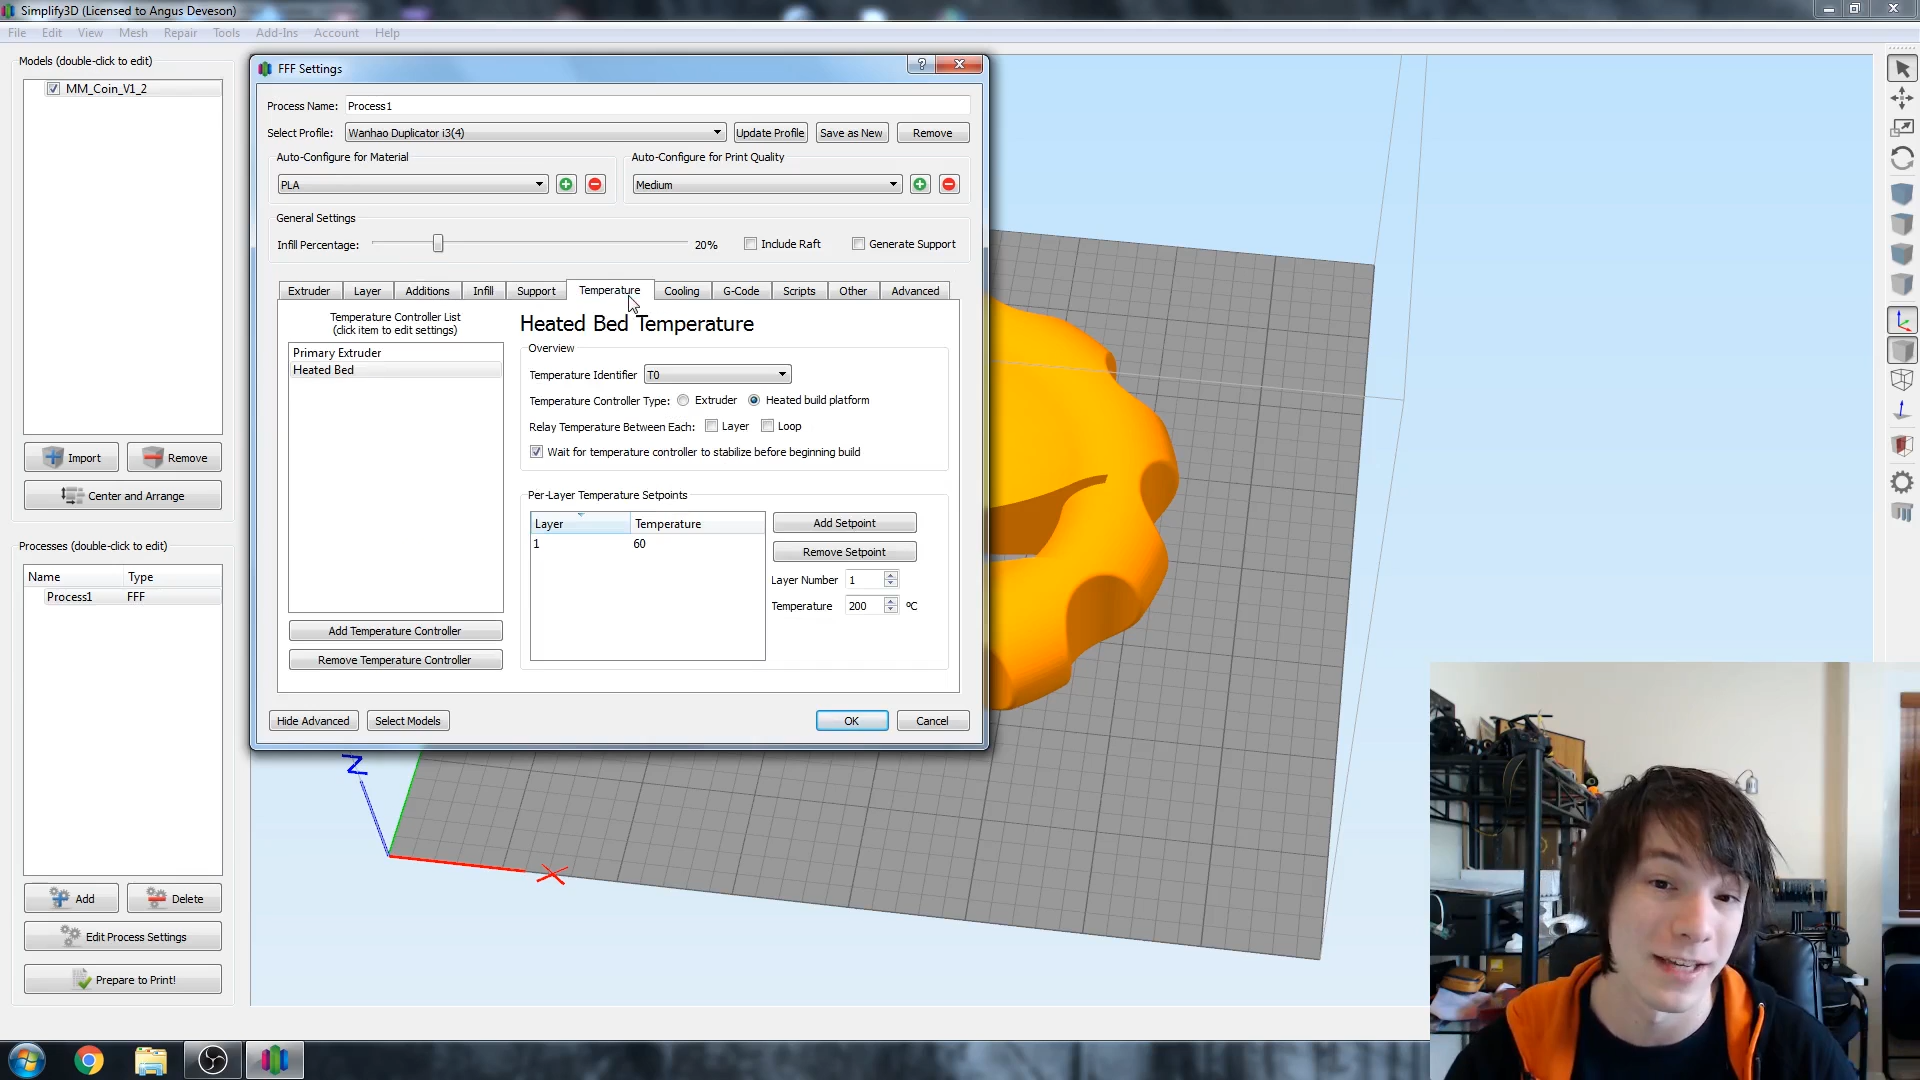 Simplify3D (Licensed to Angus Deveson)
File Edit View Mesh Repair Tools Add-Ins Account Help
Models (double-click to edit)
MM_Coin_V1_2
Import Remove
Center and Arrange
Processes (double-click to edit)
Name Type
Process1 FFF
Add Delete
Edit Process Settings
Prepare to Print!
FFF Settings
Process Name: Process1
Select Profile: Wanhao Duplicator i3(4) Update Profile Save as New Remove
Auto-Configure for Material Auto-Configure for Print Quality
PLA Medium
General Settings
Infill Percentage: 20% Include Raft Generate Support
Extruder Layer Additions Infill Support Temperature Cooling G-Code Scripts Other Advanced
Temperature Controller List
(click item to edit settings)
Primary Extruder
Heated Bed
Add Temperature Controller
Remove Temperature Controller
Heated Bed Temperature
Overview
Temperature Identifier T0
Temperature Controller Type: Extruder Heated build platform
Relay Temperature Between Each: Layer Loop
Wait for temperature controller to stabilize before beginning build
Per-Layer Temperature Setpoints
Layer Temperature
1 60
Add Setpoint
Remove Setpoint
Layer Number 1
Temperature 200 ºC
Hide Advanced Select Models OK Cancel
Z
X